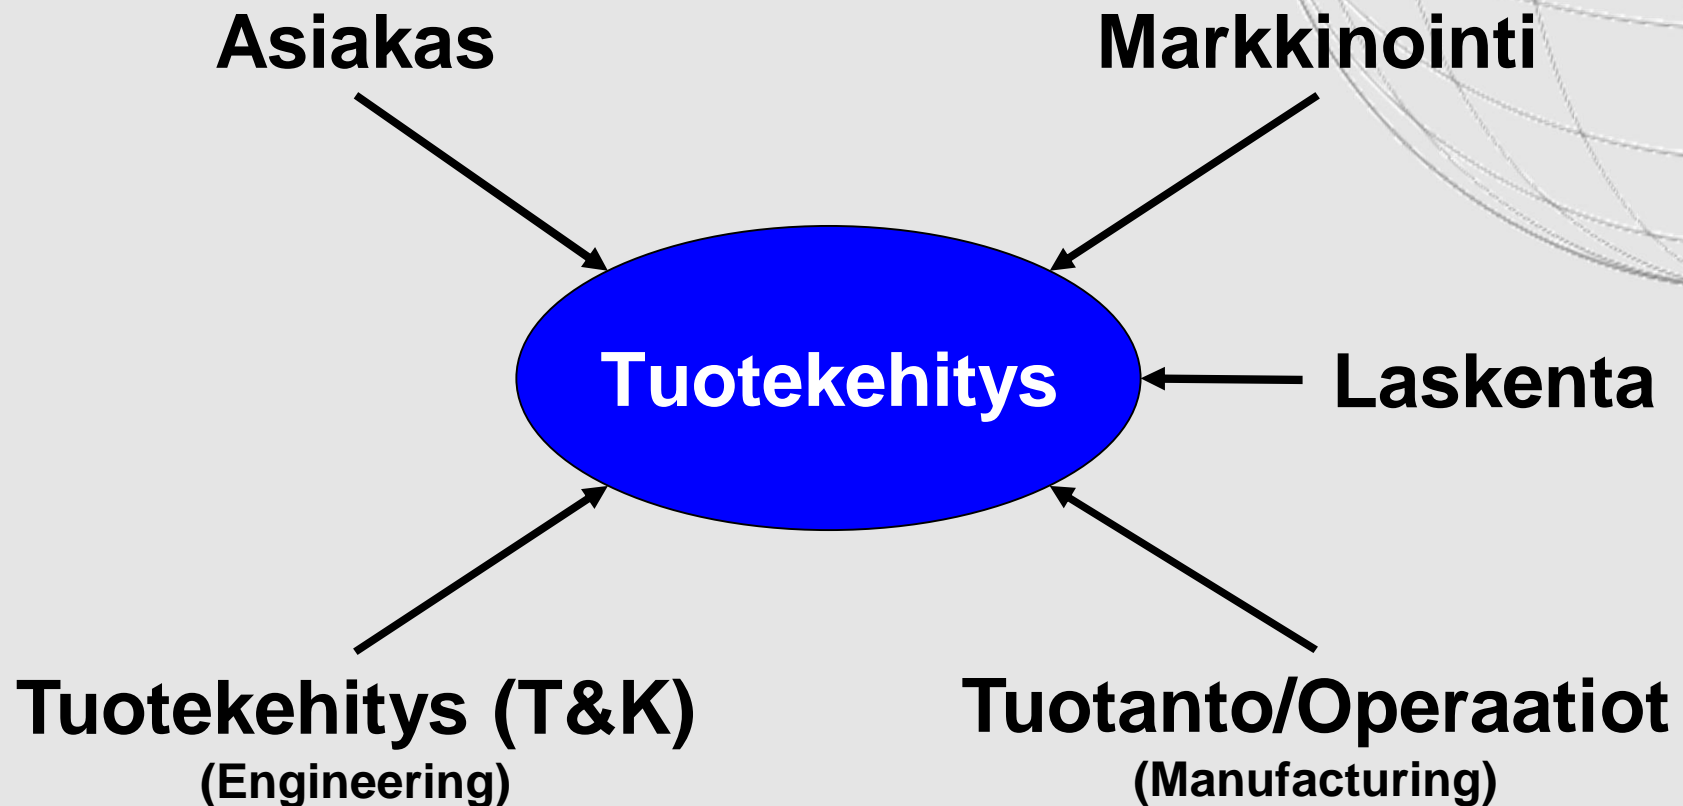 Asiakas
Markkinointi
Tuotekehitys
Laskenta
Tuotekehitys (T&K)
(Engineering)
Tuotanto/Operaatiot
(Manufacturing)